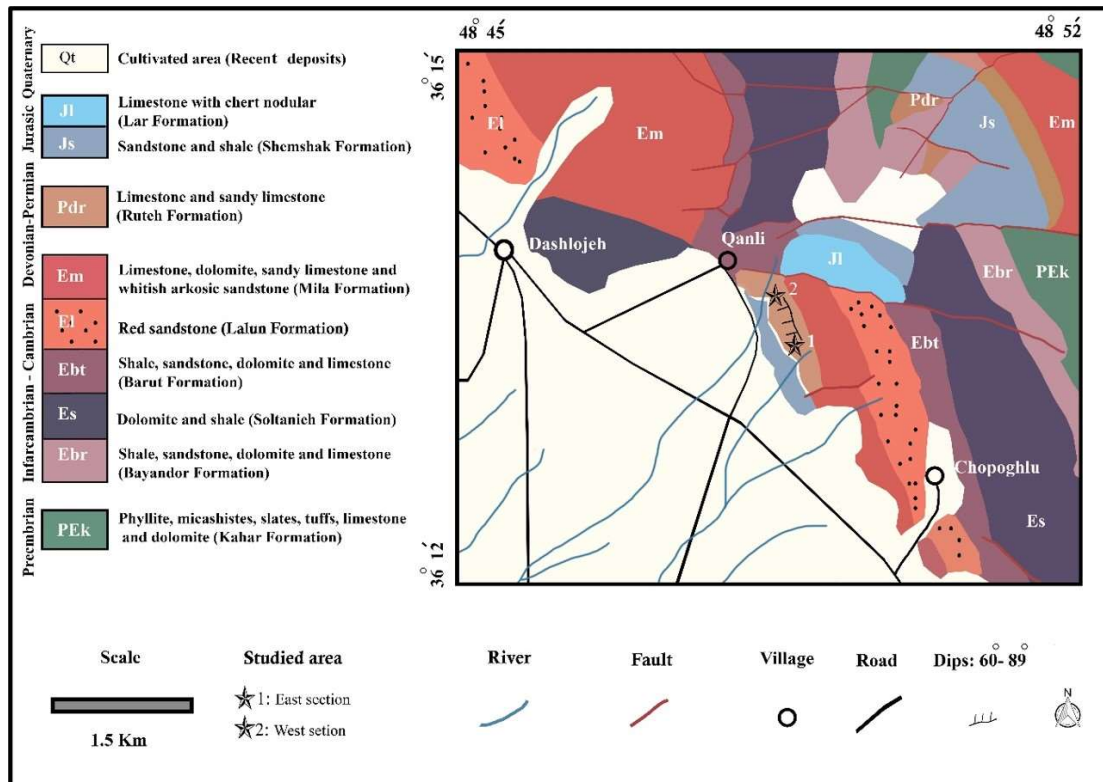 48° 45´
48° 52´
36° 15´
36° 12´
Quaternary
Jurasic
Devonian-Permian
Infarcambrian - Cambrian
Precmbrian
Qt
Cultivated area (Recent deposits)
Jl
Limestone with chert nodular
(Lar Formation)
Js
Sandstone and shale (Shemshak Formation)
Pdr
Limestone and sandy limestone
(Ruteh Formation)
Em
Limestone, dolomite, sandy limestone and
whitish arkosic sandstone (Mila Formation)
El
Red sandstone (Lalun Formation)
Ebt
Shale, sandstone, dolomite and limestone
(Barut Formation)
Es
Dolomite and shale (Soltanieh Formation)
Ebr
Shale, sandstone, dolomite and limestone
(Bayandor Formation)
PEk
Phyllite, micashistes, slates, tuffs, limestone
and dolomite (Kahar Formation)
El
Em
Pdr
Js
Em
Dashlojeh
Qanli
Jl
Ebr
PEk
2
1
Ebt
Chopoghlu
Es
Scale
1.5 Km
Studied area
1: East section
2: West setion
River
Fault
Village
Road
Dips: 60°- 89°
N